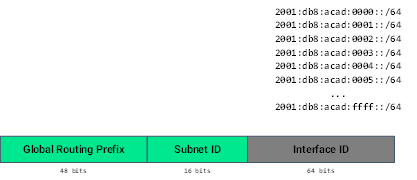 2001:db8:acad:0000::/64
2001:db8:acad:0001::/64
2001:db8:acad:0002::/64
2001:db8:acad:0003::/64
2001:db8:acad:0004::/64
2001:db8:acad:0005::/64
...
2001:db8:acad:ffff::/64
Global Routing Prefix Subnet ID Interface ID
48 bits 16 bits 64 bits